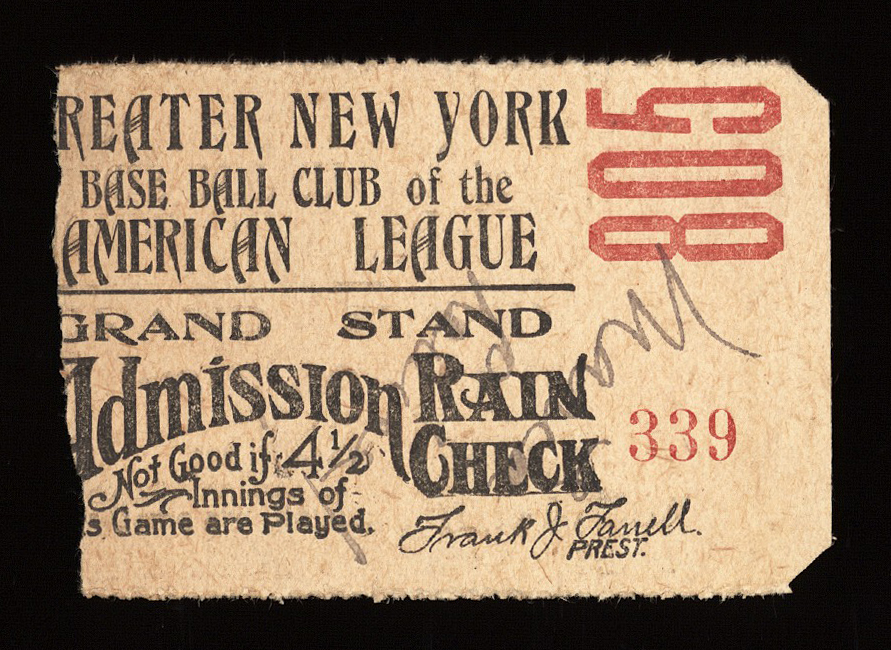 REATER NEW YORK
BASE BALL CLUB of the
AMERICAN LEAGUE
GRAND STAND
Admission
Not Good if 4½
Innings of
s Game are Played.
RAIN
CHECK
805
339
Frank J. Farrell.
PREST.